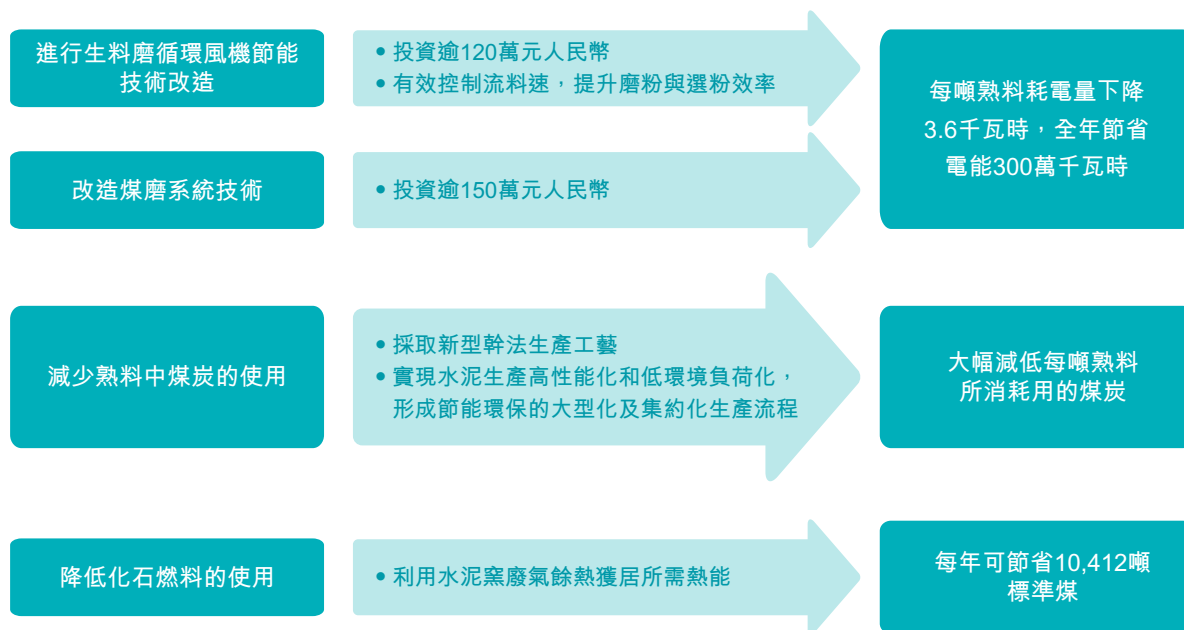 進行生料磨循環風機節能
技術改造
• 投資逾120萬元人民幣
• 有效控制流料速，提升磨粉與選粉效率
每噸熟料耗電量下降
3.6千瓦時，全年節省
電能300萬千瓦時
改造煤磨系統技術
• 投資逾150萬元人民幣
減少熟料中煤炭的使用
• 採取新型幹法生產工藝
• 實現水泥生產高性能化和低環境負荷化，
形成節能環保的大型化及集約化生產流程
大幅減低每噸熟料
所消耗用的煤炭
降低化石燃料的使用
• 利用水泥窯廢氣餘熱獲居所需熱能
每年可節省10,412噸
標準煤